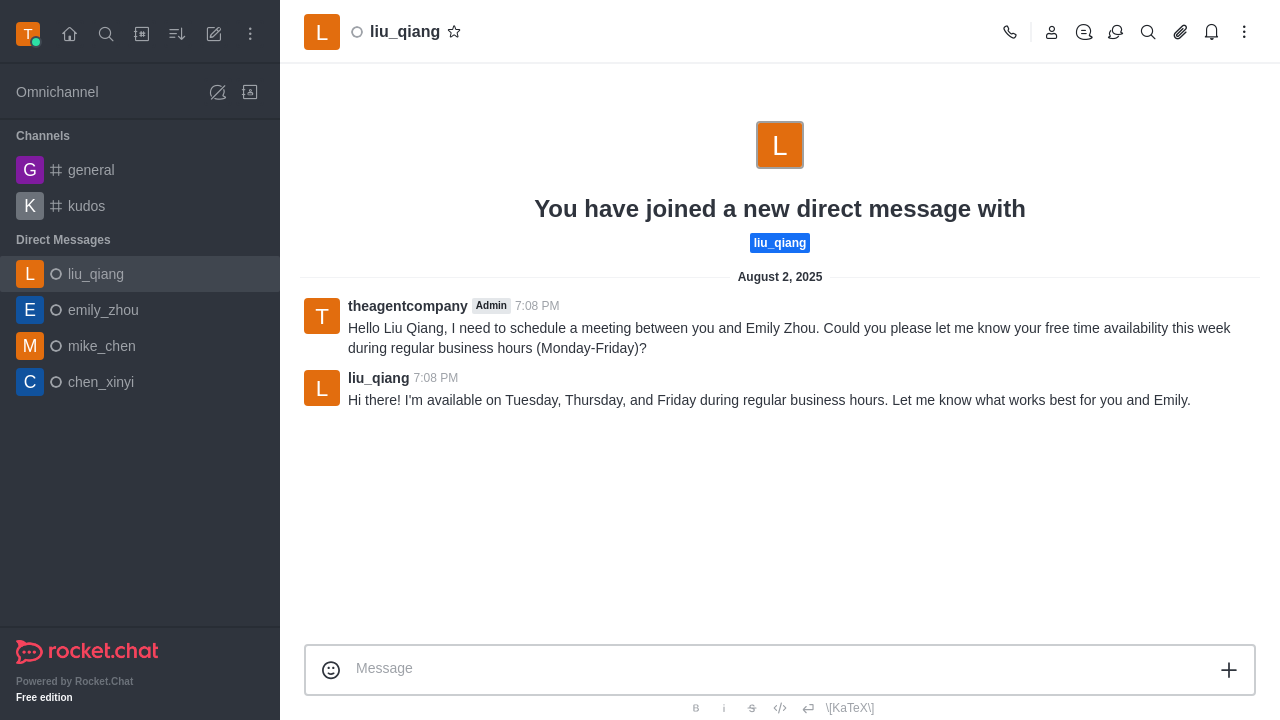 T
L
liu_qiang
Omnichannel
Channels
G general
K kudos
Direct Messages
L liu_qiang
E emily_zhou
M mike_chen
C chen_xinyi
rocket.chat
Powered by Rocket.Chat
Free edition
L
You have joined a new direct message with
liu_qiang
August 2, 2025
T
theagentcompany Admin 7:08 PM
Hello Liu Qiang, I need to schedule a meeting between you and Emily Zhou. Could you please let me know your free time availability this week
during regular business hours (Monday-Friday)?
L
liu_qiang 7:08 PM
Hi there! I'm available on Tuesday, Thursday, and Friday during regular business hours. Let me know what works best for you and Emily.
Message
B i S </> \[KaTeX\]